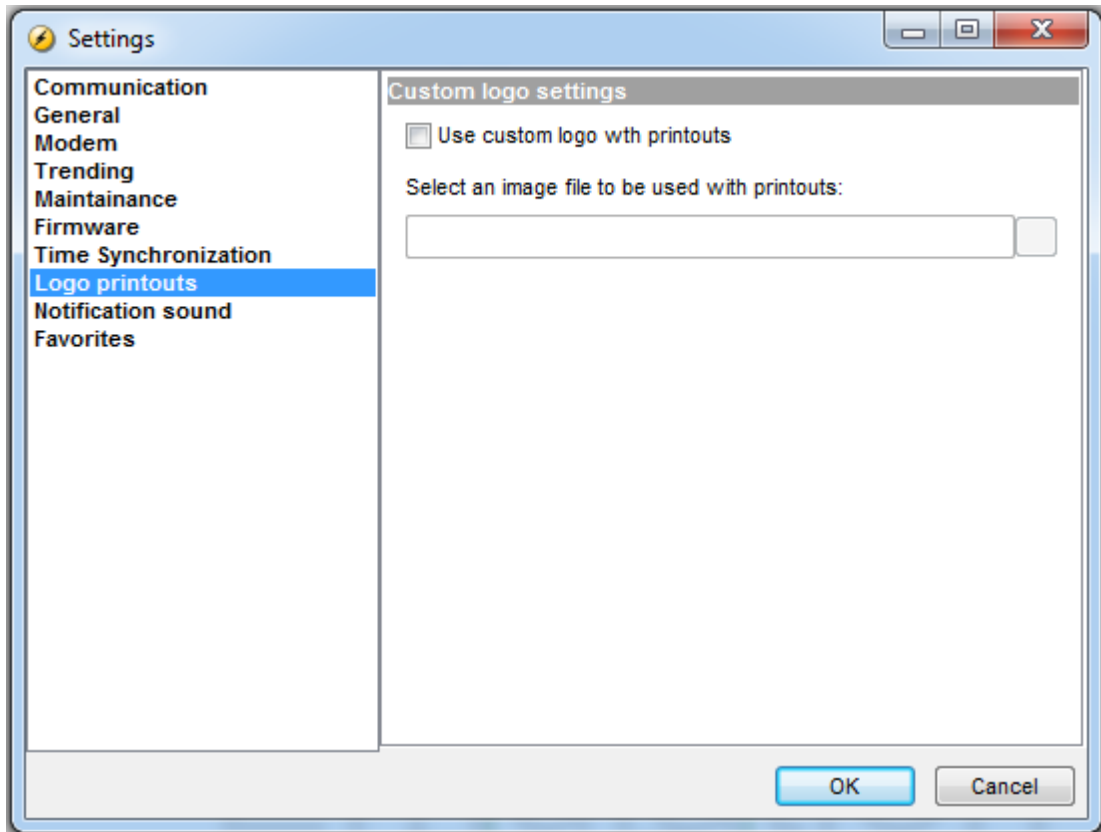 Settings
Communication
General
Modem
Trending
Maintainance
Firmware
Time Synchronization
Logo printouts
Notification sound
Favorites
Custom logo settings
Use custom logo wth printouts
Select an image file to be used with printouts:
OK
Cancel